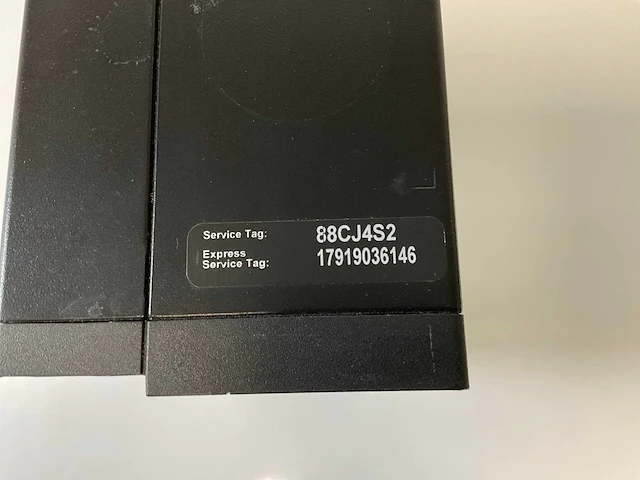 Service Tag: 88CJ4S2
Express
Service Tag: 17919036146